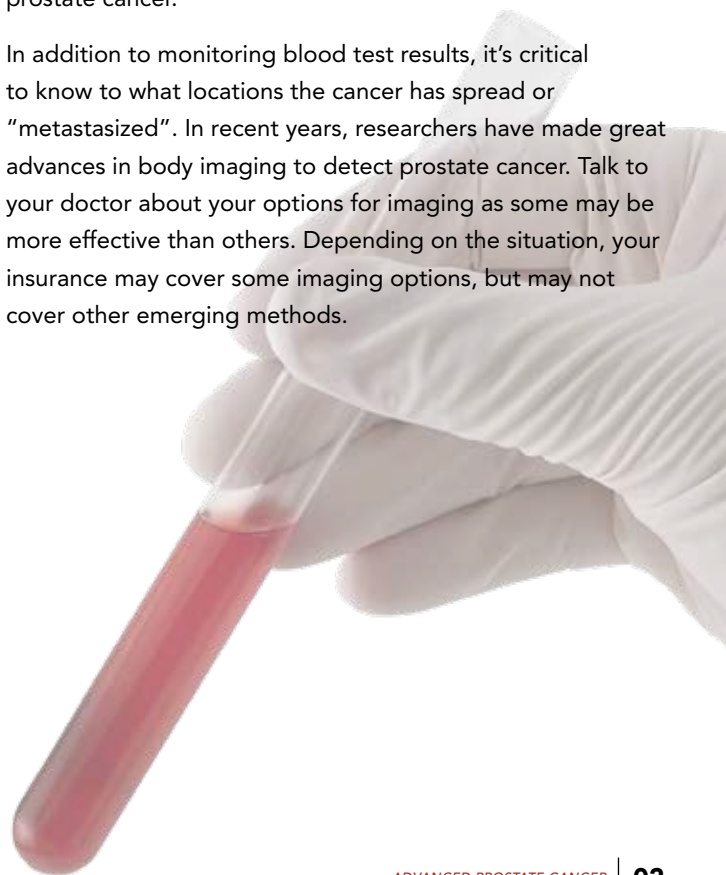 prostate cancer.
In addition to monitoring blood test results, it’s critical
to know to what locations the cancer has spread or
“metastasized”. In recent years, researchers have made great
advances in body imaging to detect prostate cancer. Talk to
your doctor about your options for imaging as some may be
more effective than others. Depending on the situation, your
insurance may cover some imaging options, but may not
cover other emerging methods.
ADVANCED PROSTATE CANCER